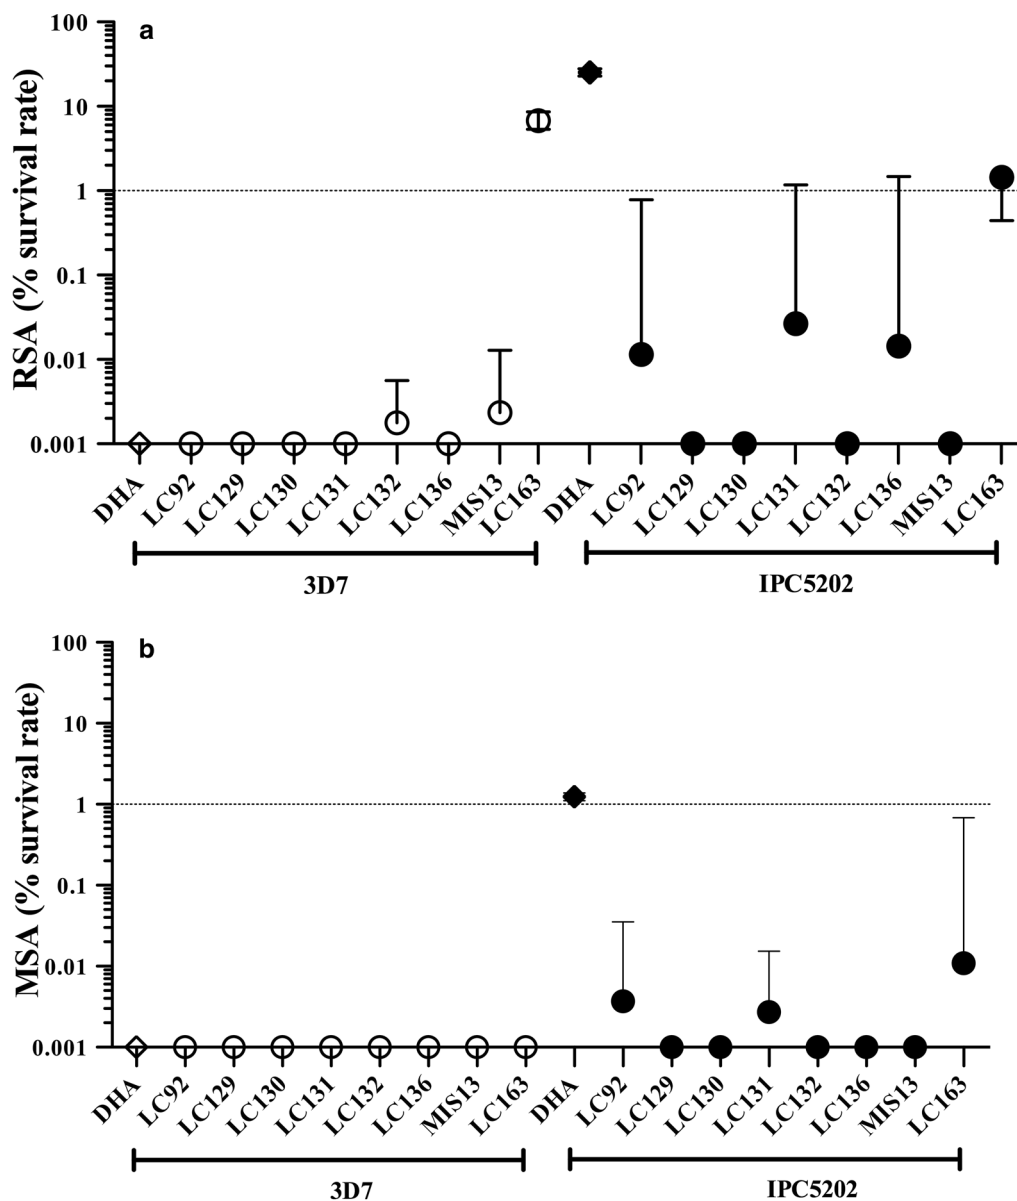 a
RSA (% survival rate)
100
10
1
0.1
0.01
0.001
DHA
LC92
LC129
LC130
LC131
LC132
LC136
MIS13
LC163
DHA
LC92
LC129
LC130
LC131
LC132
LC136
MIS13
LC163
3D7
IPC5202
b
MSA (% survival rate)
100
10
1
0.1
0.01
0.001
DHA
LC92
LC129
LC130
LC131
LC132
LC136
MIS13
LC163
DHA
LC92
LC129
LC130
LC131
LC132
LC136
MIS13
LC163
3D7
IPC5202